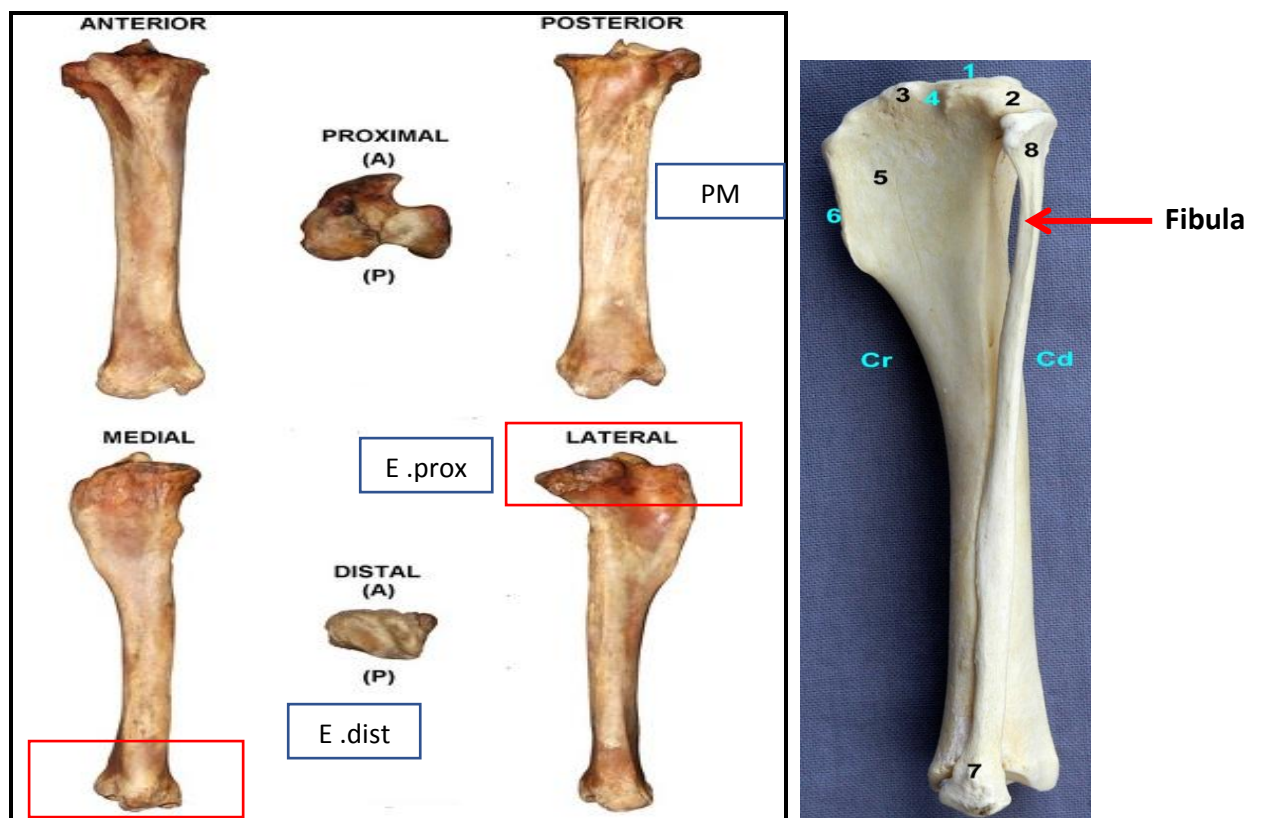 ANTERIOR
POSTERIOR
PROXIMAL
(A)
(P)
PM
MEDIAL
LATERAL
E .prox
DISTAL
(A)
(P)
E .dist
1
2
3
4
8
5
6
Fibula
Cr
Cd
7